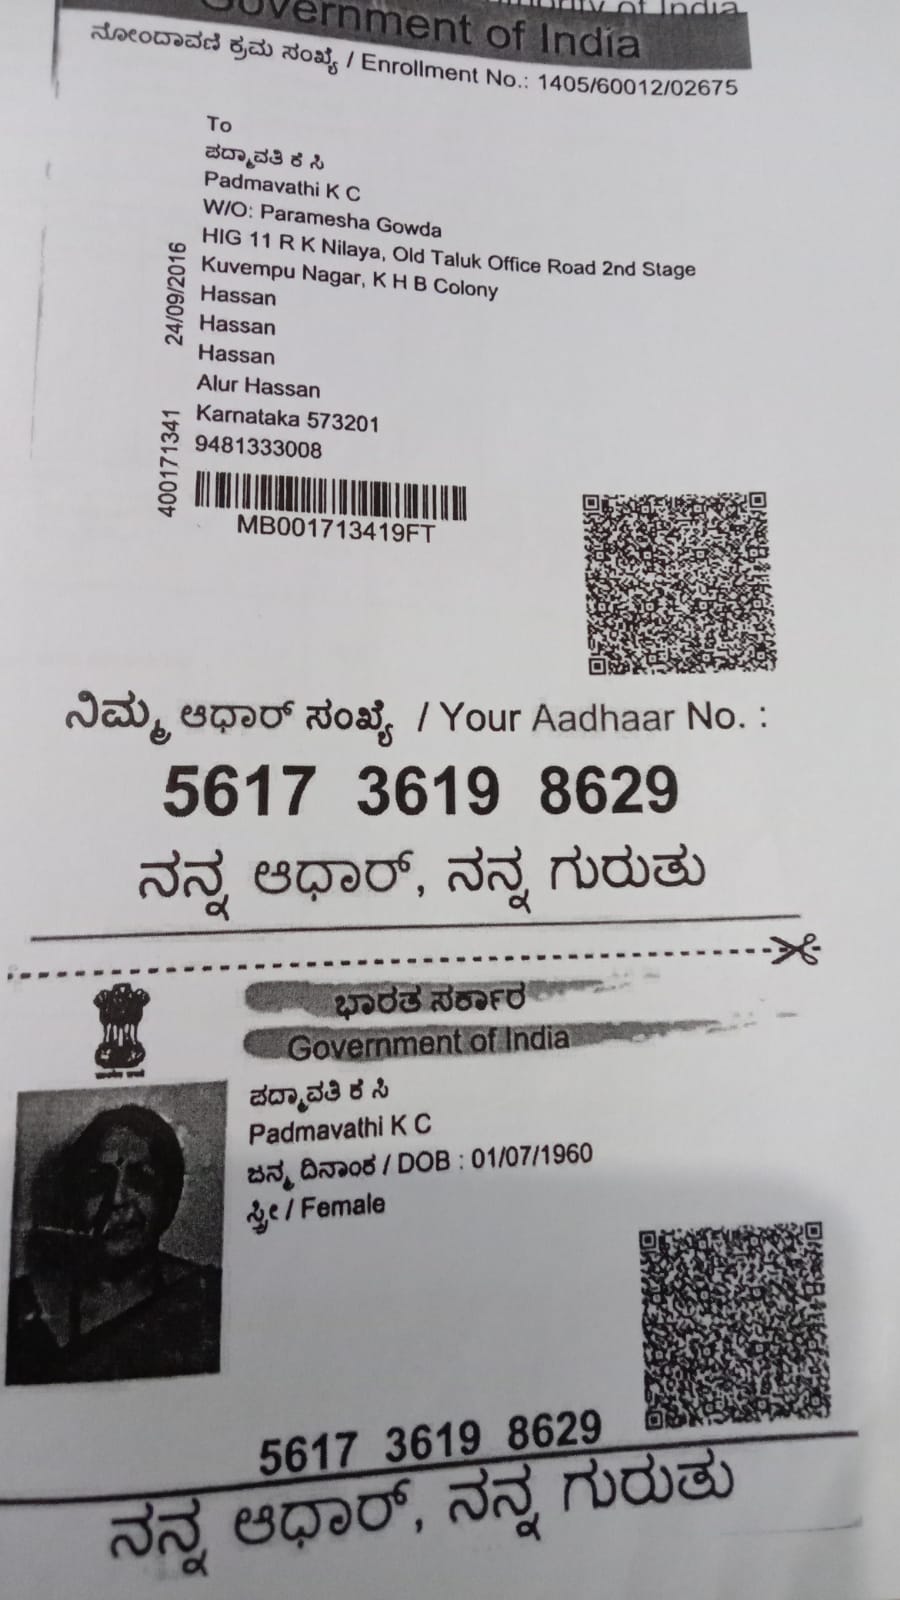 of India
Government of India
ನೋಂದಾವಣಿ ಕ್ರಮ ಸಂಖ್ಯೆ / Enrollment No.: 1405/60012/02675
To
ಪದ್ಮಾವತಿ ಕೆ ಸಿ
Padmavathi K C
W/O: Paramesha Gowda
HIG 11 R K Nilaya, Old Taluk Office Road 2nd Stage
Kuvempu Nagar, K H B Colony
Hassan
Hassan
Hassan
Alur Hassan
Karnataka 573201
9481333008
24/09/2016
400171341
MB001713419FT
ನಿಮ್ಮ ಆಧಾರ್ ಸಂಖ್ಯೆ / Your Aadhaar No. :
5617 3619 8629
ನನ್ನ ಆಧಾರ್, ನನ್ನ ಗುರುತು
ಭಾರತ ಸರ್ಕಾರ
Government of India
ಪದ್ಮಾವತಿ ಕೆ ಸಿ
Padmavathi K C
ಜನ್ಮ ದಿನಾಂಕ / DOB : 01/07/1960
ಸ್ತ್ರೀ / Female
5617 3619 8629
ನನ್ನ ಆಧಾರ್, ನನ್ನ ಗುರುತು